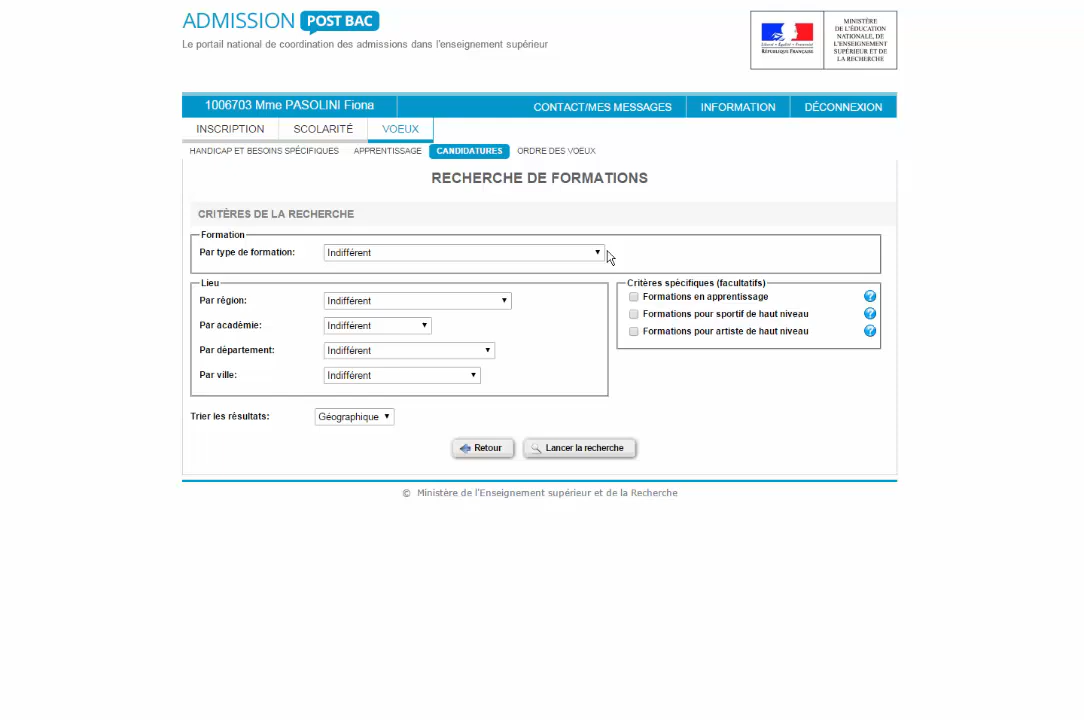 ADMISSION POST BAC
Le portail national de coordination des admissions dans l'enseignement supérieur
Liberté • Égalité • Fraternité
RÉPUBLIQUE FRANÇAISE
MINISTÈRE
DE L'ÉDUCATION
NATIONALE, DE
L'ENSEIGNEMENT
SUPÉRIEUR ET DE
LA RECHERCHE
1006703 Mme PASOLINI Fiona
CONTACT/MES MESSAGES
INFORMATION
DÉCONNEXION
INSCRIPTION
SCOLARITÉ
VOEUX
HANDICAP ET BESOINS SPÉCIFIQUES
APPRENTISSAGE
CANDIDATURES
ORDRE DES VOEUX
RECHERCHE DE FORMATIONS
CRITÈRES DE LA RECHERCHE
Formation
Par type de formation: Indifférent
Lieu
Par région: Indifférent
Par académie: Indifférent
Par département: Indifférent
Par ville: Indifférent
Critères spécifiques (facultatifs)
Formations en apprentissage ?
Formations pour sportif de haut niveau ?
Formations pour artiste de haut niveau ?
Trier les résultats: Géographique
Retour
Lancer la recherche
© Ministère de l'Enseignement supérieur et de la Recherche